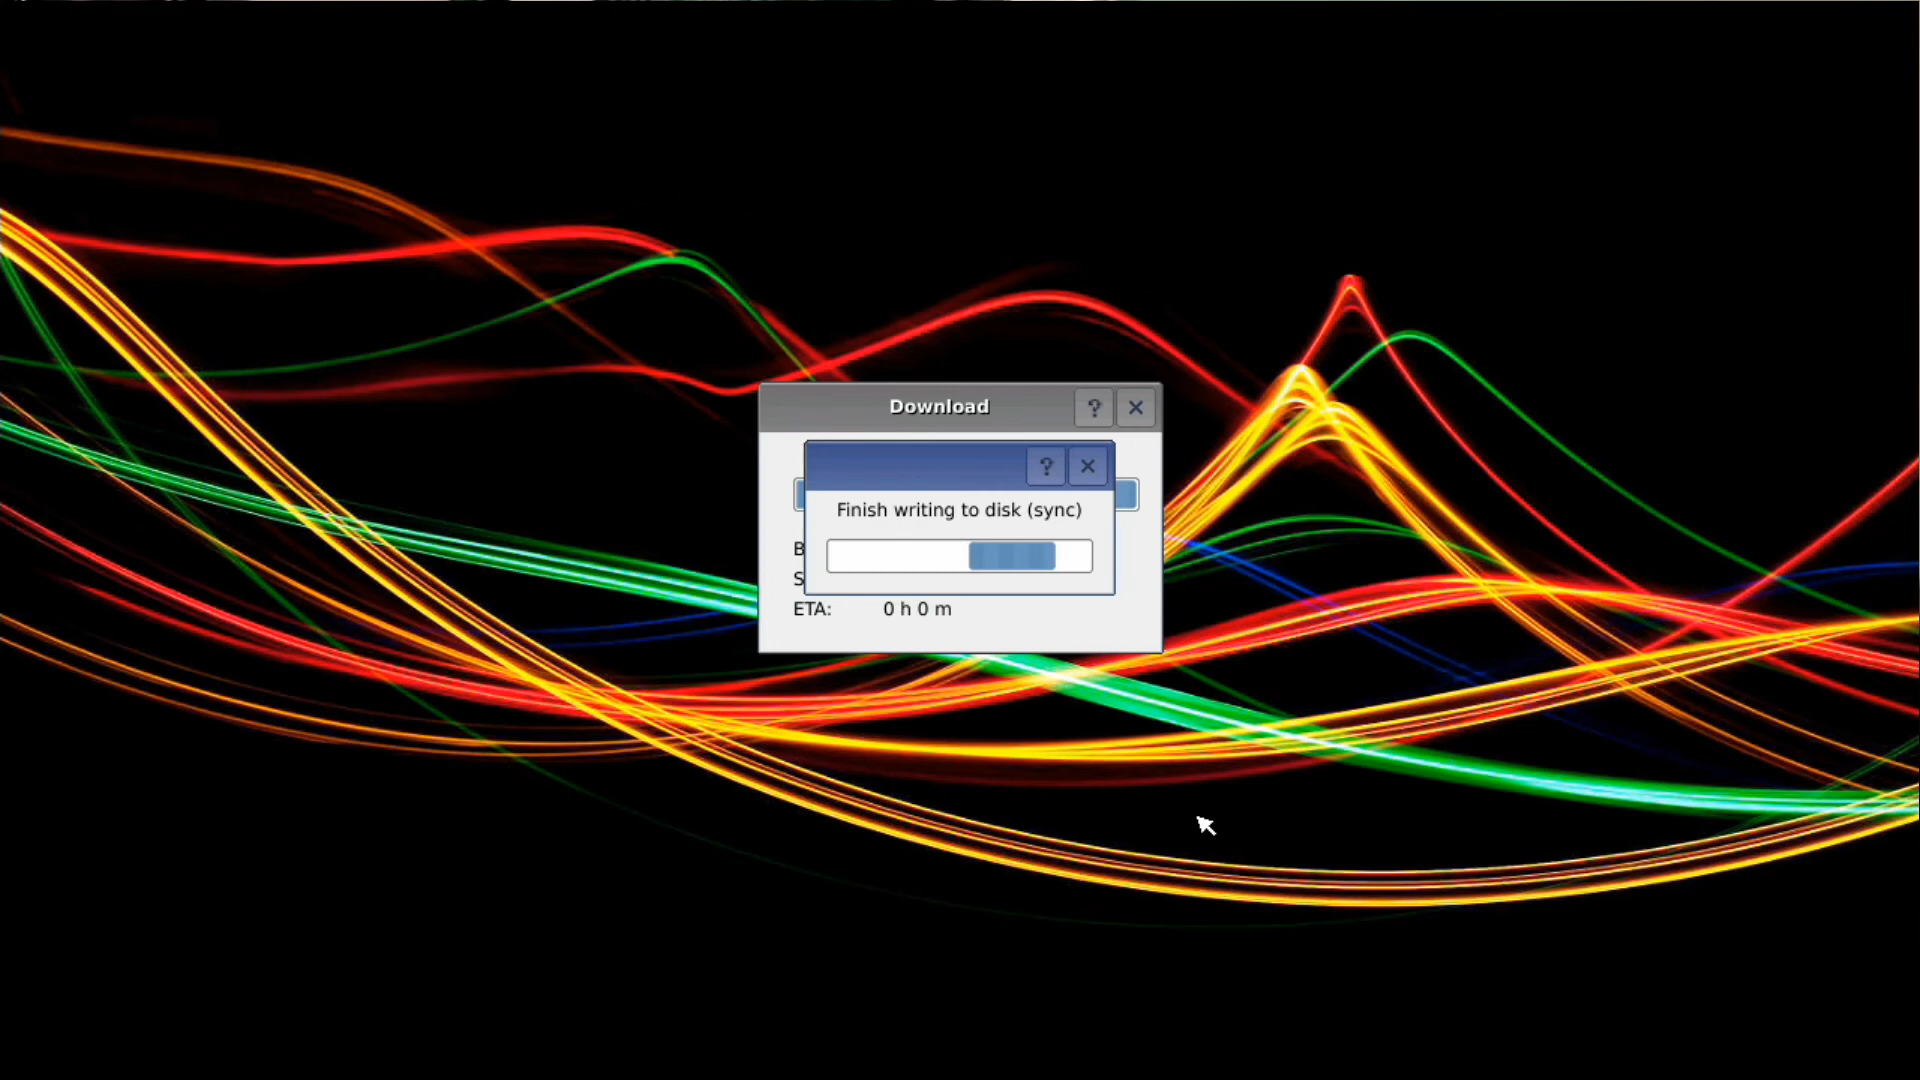 Download
Finish writing to disk (sync)
B
S
ETA: 0 h 0 m